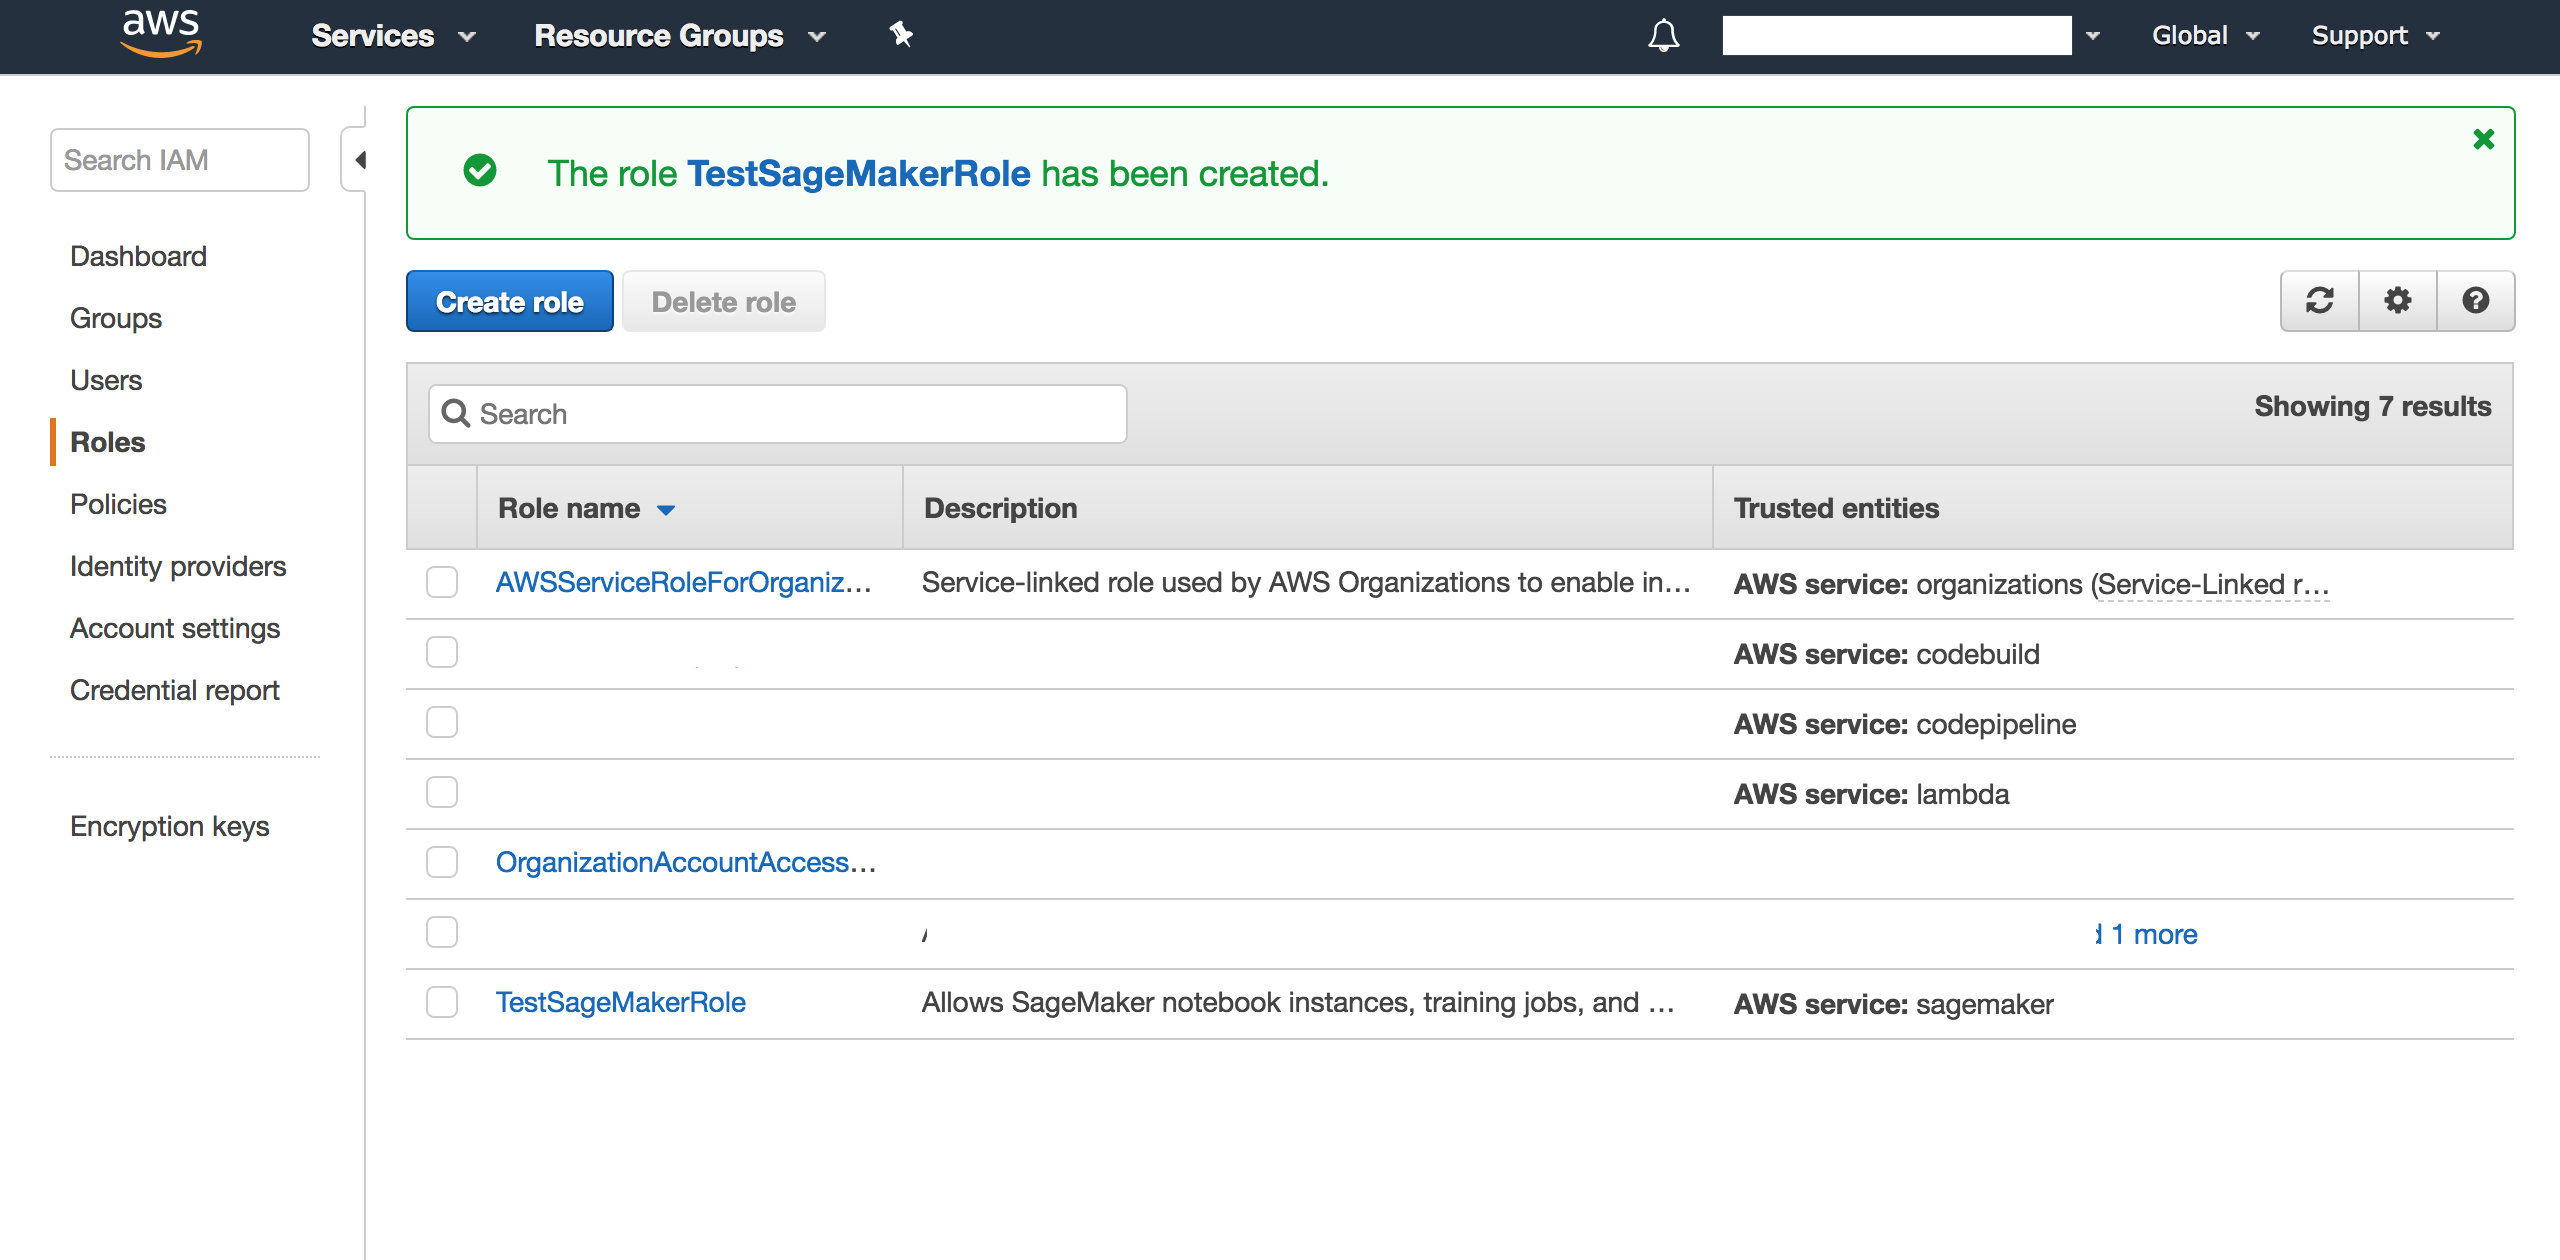 aws Services Resource Groups Global Support
Search IAM
Dashboard
Groups
Users
Roles
Policies
Identity providers
Account settings
Credential report
Encryption keys
The role TestSageMakerRole has been created.
Create role Delete role
Search
Showing 7 results
Role name Description Trusted entities
AWSServiceRoleForOrganiz... Service-linked role used by AWS Organizations to enable in... AWS service: organizations (Service-Linked r...
AWS service: codebuild
AWS service: codepipeline
AWS service: lambda
OrganizationAccountAccess...
1 more
TestSageMakerRole Allows SageMaker notebook instances, training jobs, and ... AWS service: sagemaker